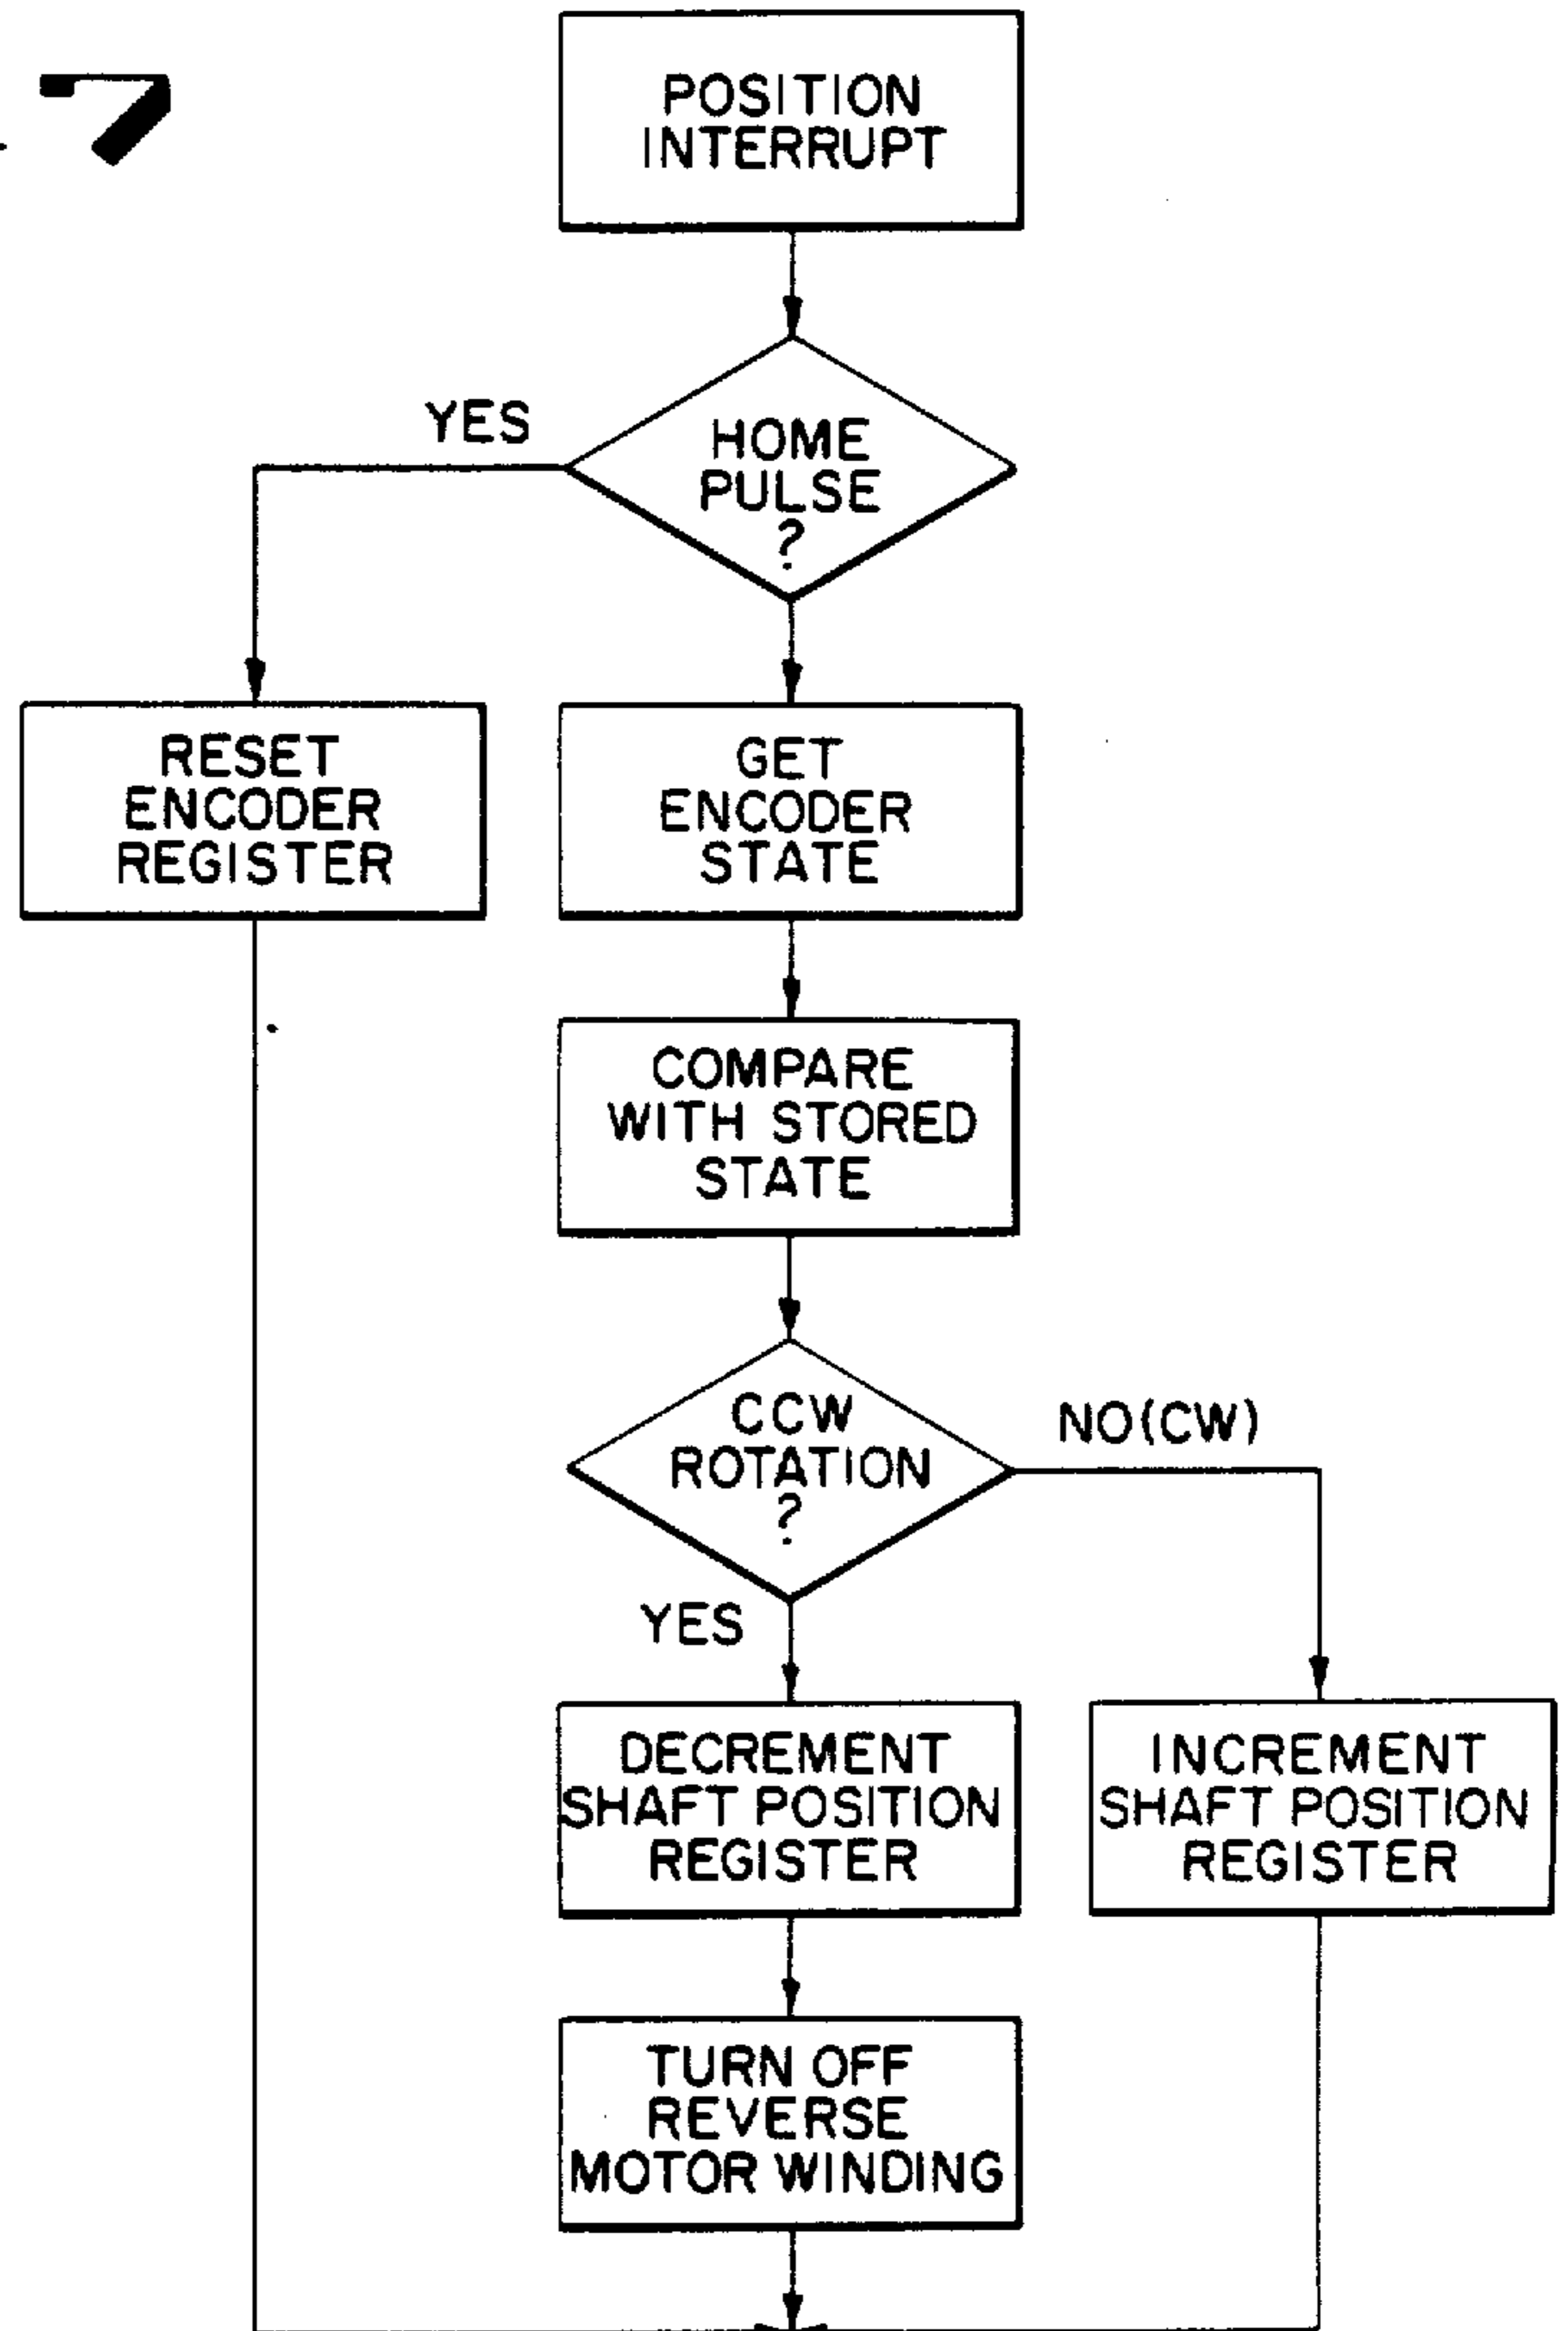 7
POSITION
INTERRUPT
YES
HOME
PULSE
?
RESET
ENCODER
REGISTER
GET
ENCODER
STATE
COMPARE
WITH STORED
STATE
CCW
ROTATION
?
NO(CW)
YES
DECREMENT
SHAFT POSITION
REGISTER
INCREMENT
SHAFT POSITION
REGISTER
TURN OFF
REVERSE
MOTOR WINDING